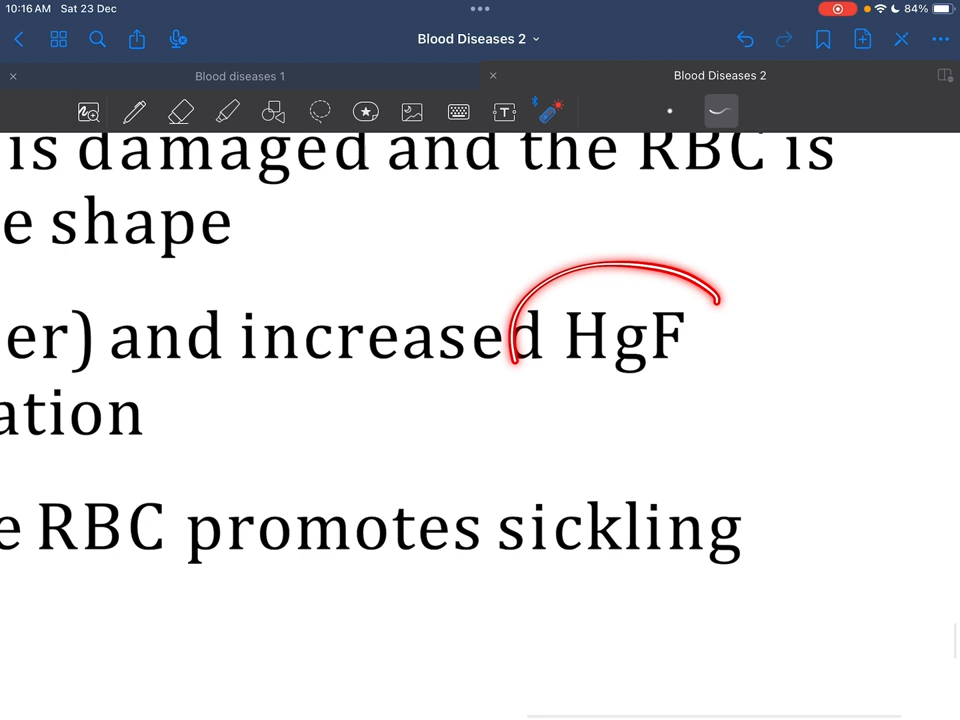 10:16 AM Sat 23 Dec
84%
Blood Diseases 2
Blood diseases 1
Blood Diseases 2
T
is damaged and the RBC is
e shape
er) and increased HgF
ation
e RBC promotes sickling